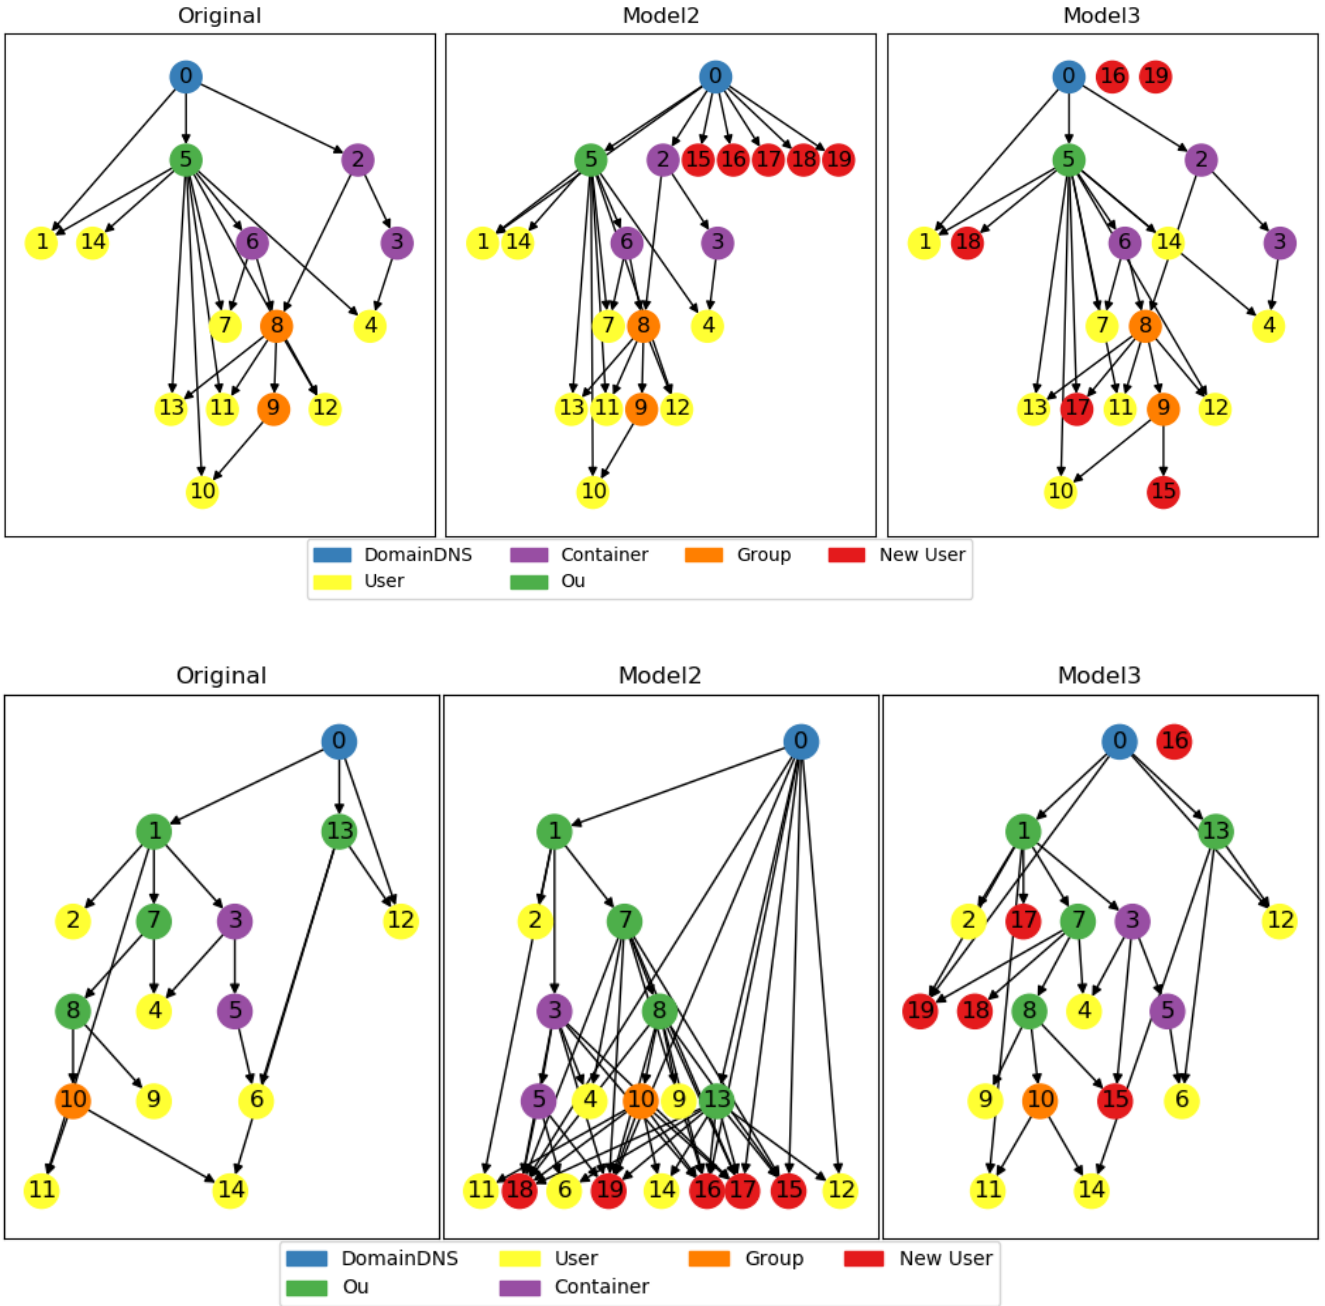 Original Model2 Model3
0 0 0 16 19
5 2 5 2 15 16 17 18 19 5 2
1 14 6 3 1 14 6 3 1 18 6 14 3
7 8 4 7 8 4 7 8 4
13 11 9 12 13 11 9 12 13 17 11 9 12
10 10 10 15
DomainDNS Container Group New User
User Ou
Original Model2 Model3
0 0 0 16
1 13 1 1 13
2 7 3 12 2 7 2 17 7 3 12
8 4 5 3 8 19 18 8 4 5
10 9 6 5 4 10 9 13 9 10 15 6
11 14 11 18 6 19 14 16 17 15 12 11 14
DomainDNS User Group New User
Ou Container